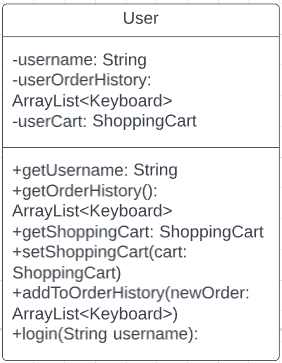 User
-username: String
-userOrderHistory:
ArrayList<Keyboard>
-userCart: ShoppingCart
+getUsername: String
+getOrderHistory():
ArrayList<Keyboard>
+getShoppingCart: ShoppingCart
+setShoppingCart(cart:
ShoppingCart)
+addToOrderHistory(newOrder:
ArrayList<Keyboard>)
+login(String username):